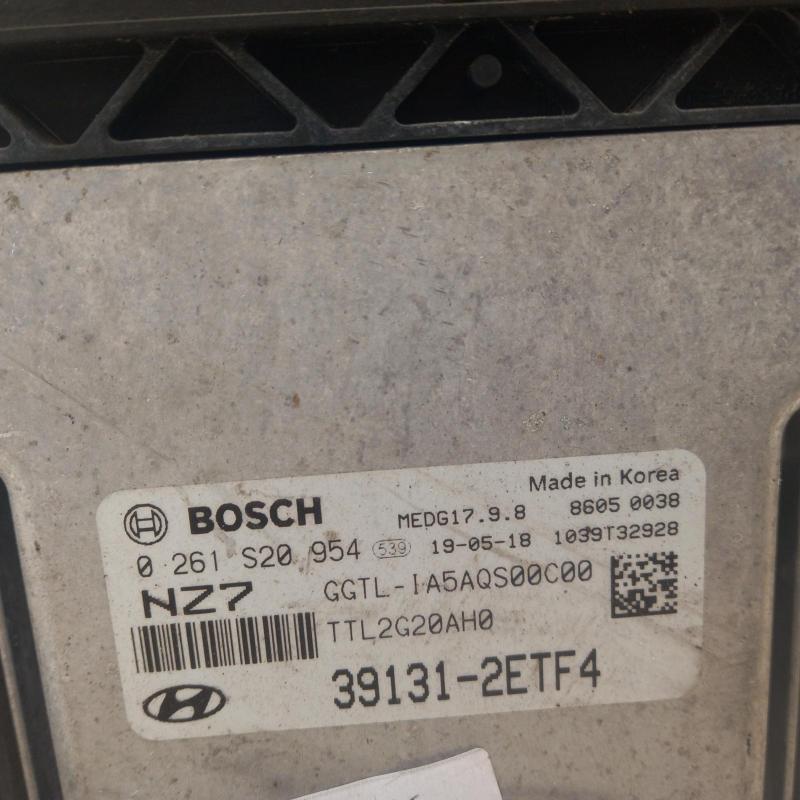 Made in Korea
BOSCH MEDG17.9.8 8605 0038
0 261 S20 954 539 19-05-18 1039T32928
NZ7 GGTL-IA5AQS00C00
TTL2G20AH0
39131-2ETF4